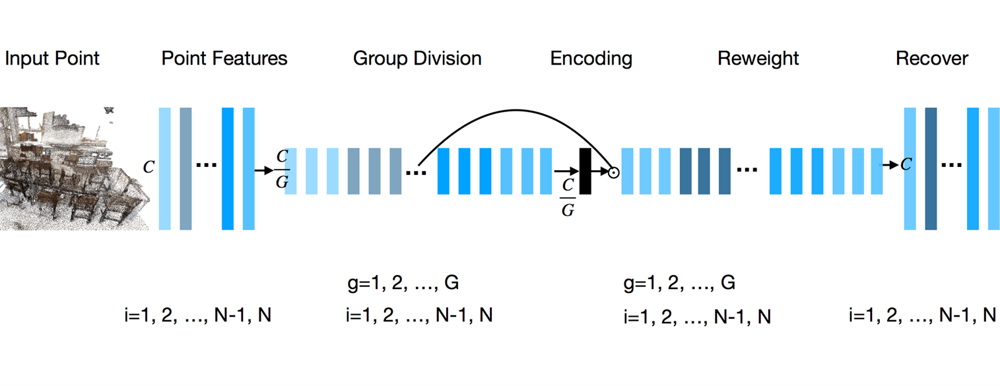 Input Point Point Features Group Division Encoding Reweight Recover
C ... C/G ... C/G ⊙ ... C ...
g=1, 2, ..., G g=1, 2, ..., G
i=1, 2, ..., N-1, N i=1, 2, ..., N-1, N i=1, 2, ..., N-1, N i=1, 2, ..., N-1, N